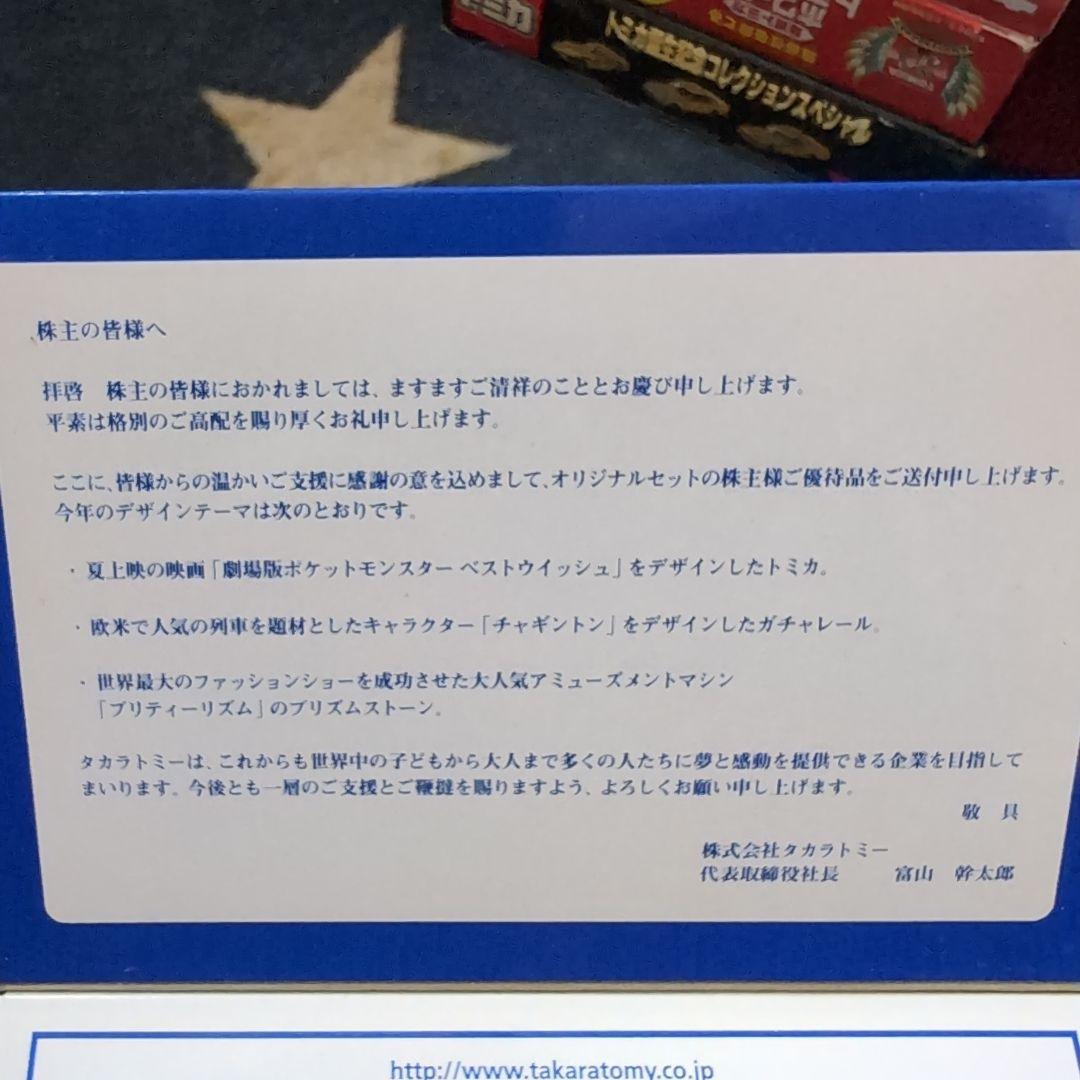 トミカ
トミカ誕生記念コレクションスペシャル
株主の皆様へ
拝啓　株主の皆様におかれましては、ますますご清祥のこととお慶び申し上げます。
平素は格別のご高配を賜り厚くお礼申し上げます。
ここに、皆様からの温かいご支援に感謝の意を込めまして、オリジナルセットの株主様ご優待品をご送付申し上げます。
今年のデザインテーマは次のとおりです。
・夏上映の映画「劇場版ポケットモンスター ベストウイッシュ」をデザインしたトミカ。
・欧米で人気の列車を題材としたキャラクター「チャギントン」をデザインしたガチャレール。
・世界最大のファッションショーを成功させた大人気アミューズメントマシン
「プリティーリズム」のプリズムストーン。
タカラトミーは、これからも世界中の子どもから大人まで多くの人たちに夢と感動を提供できる企業を目指して
まいります。今後とも一層のご支援とご鞭撻を賜りますよう、よろしくお願い申し上げます。
敬　具
株式会社タカラトミー
代表取締役社長　　富山　幹太郎
http://www.takaratomy.co.jp